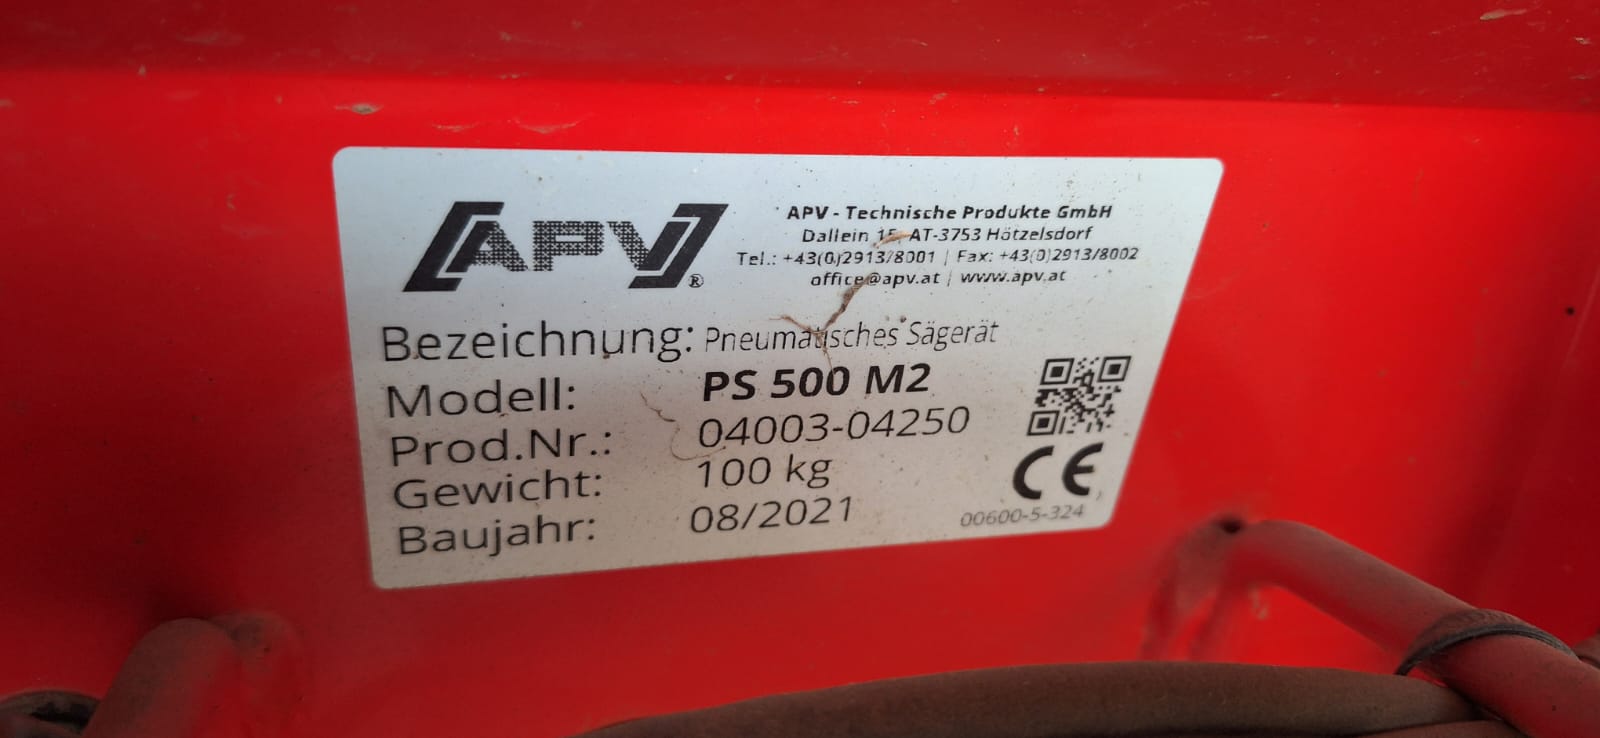 [APV]®
APV - Technische Produkte GmbH
Dallein 15, AT-3753 Hötzelsdorf
Tel.: +43(0)2913/8001 | Fax: +43(0)2913/8002
office@apv.at | www.apv.at
Bezeichnung: Pneumatisches Sägerät
Modell: PS 500 M2
Prod.Nr.: 04003-04250
Gewicht: 100 kg
Baujahr: 08/2021
CE
00600-5-324